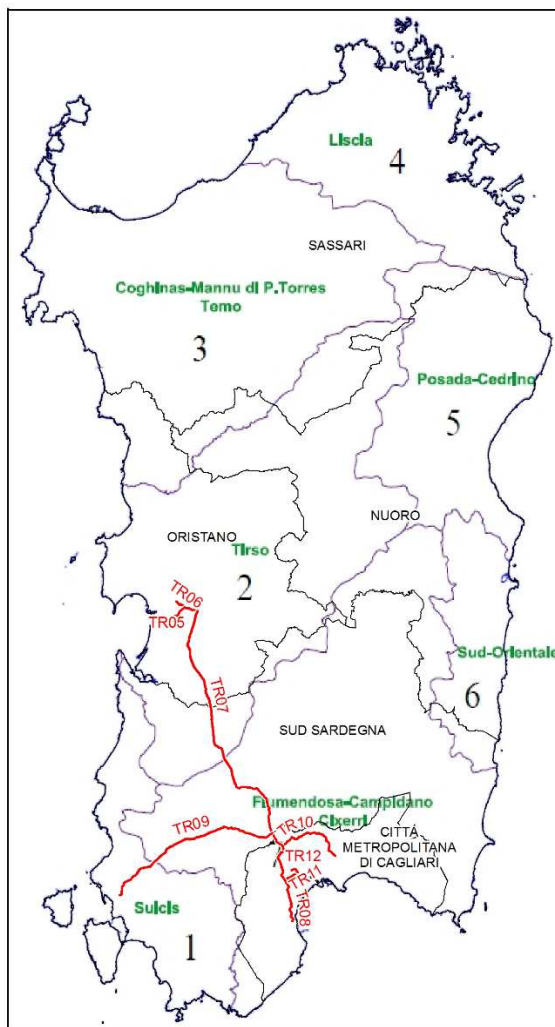 Liscia
4
SASSARI
Coghinas-Mannu di P.Torres
Temo
3
Posada-Cedrino
5
NUORO
ORISTANO
Tirso
2
TR06
TR05
Sud-Orientale
6
TR07
SUD SARDEGNA
Flumendosa-Campidano
Cixerri
TR09
TR10
CITTÀ
METROPOLITANA
DI CAGLIARI
TR12
TR11
TR08
Sulcis
1